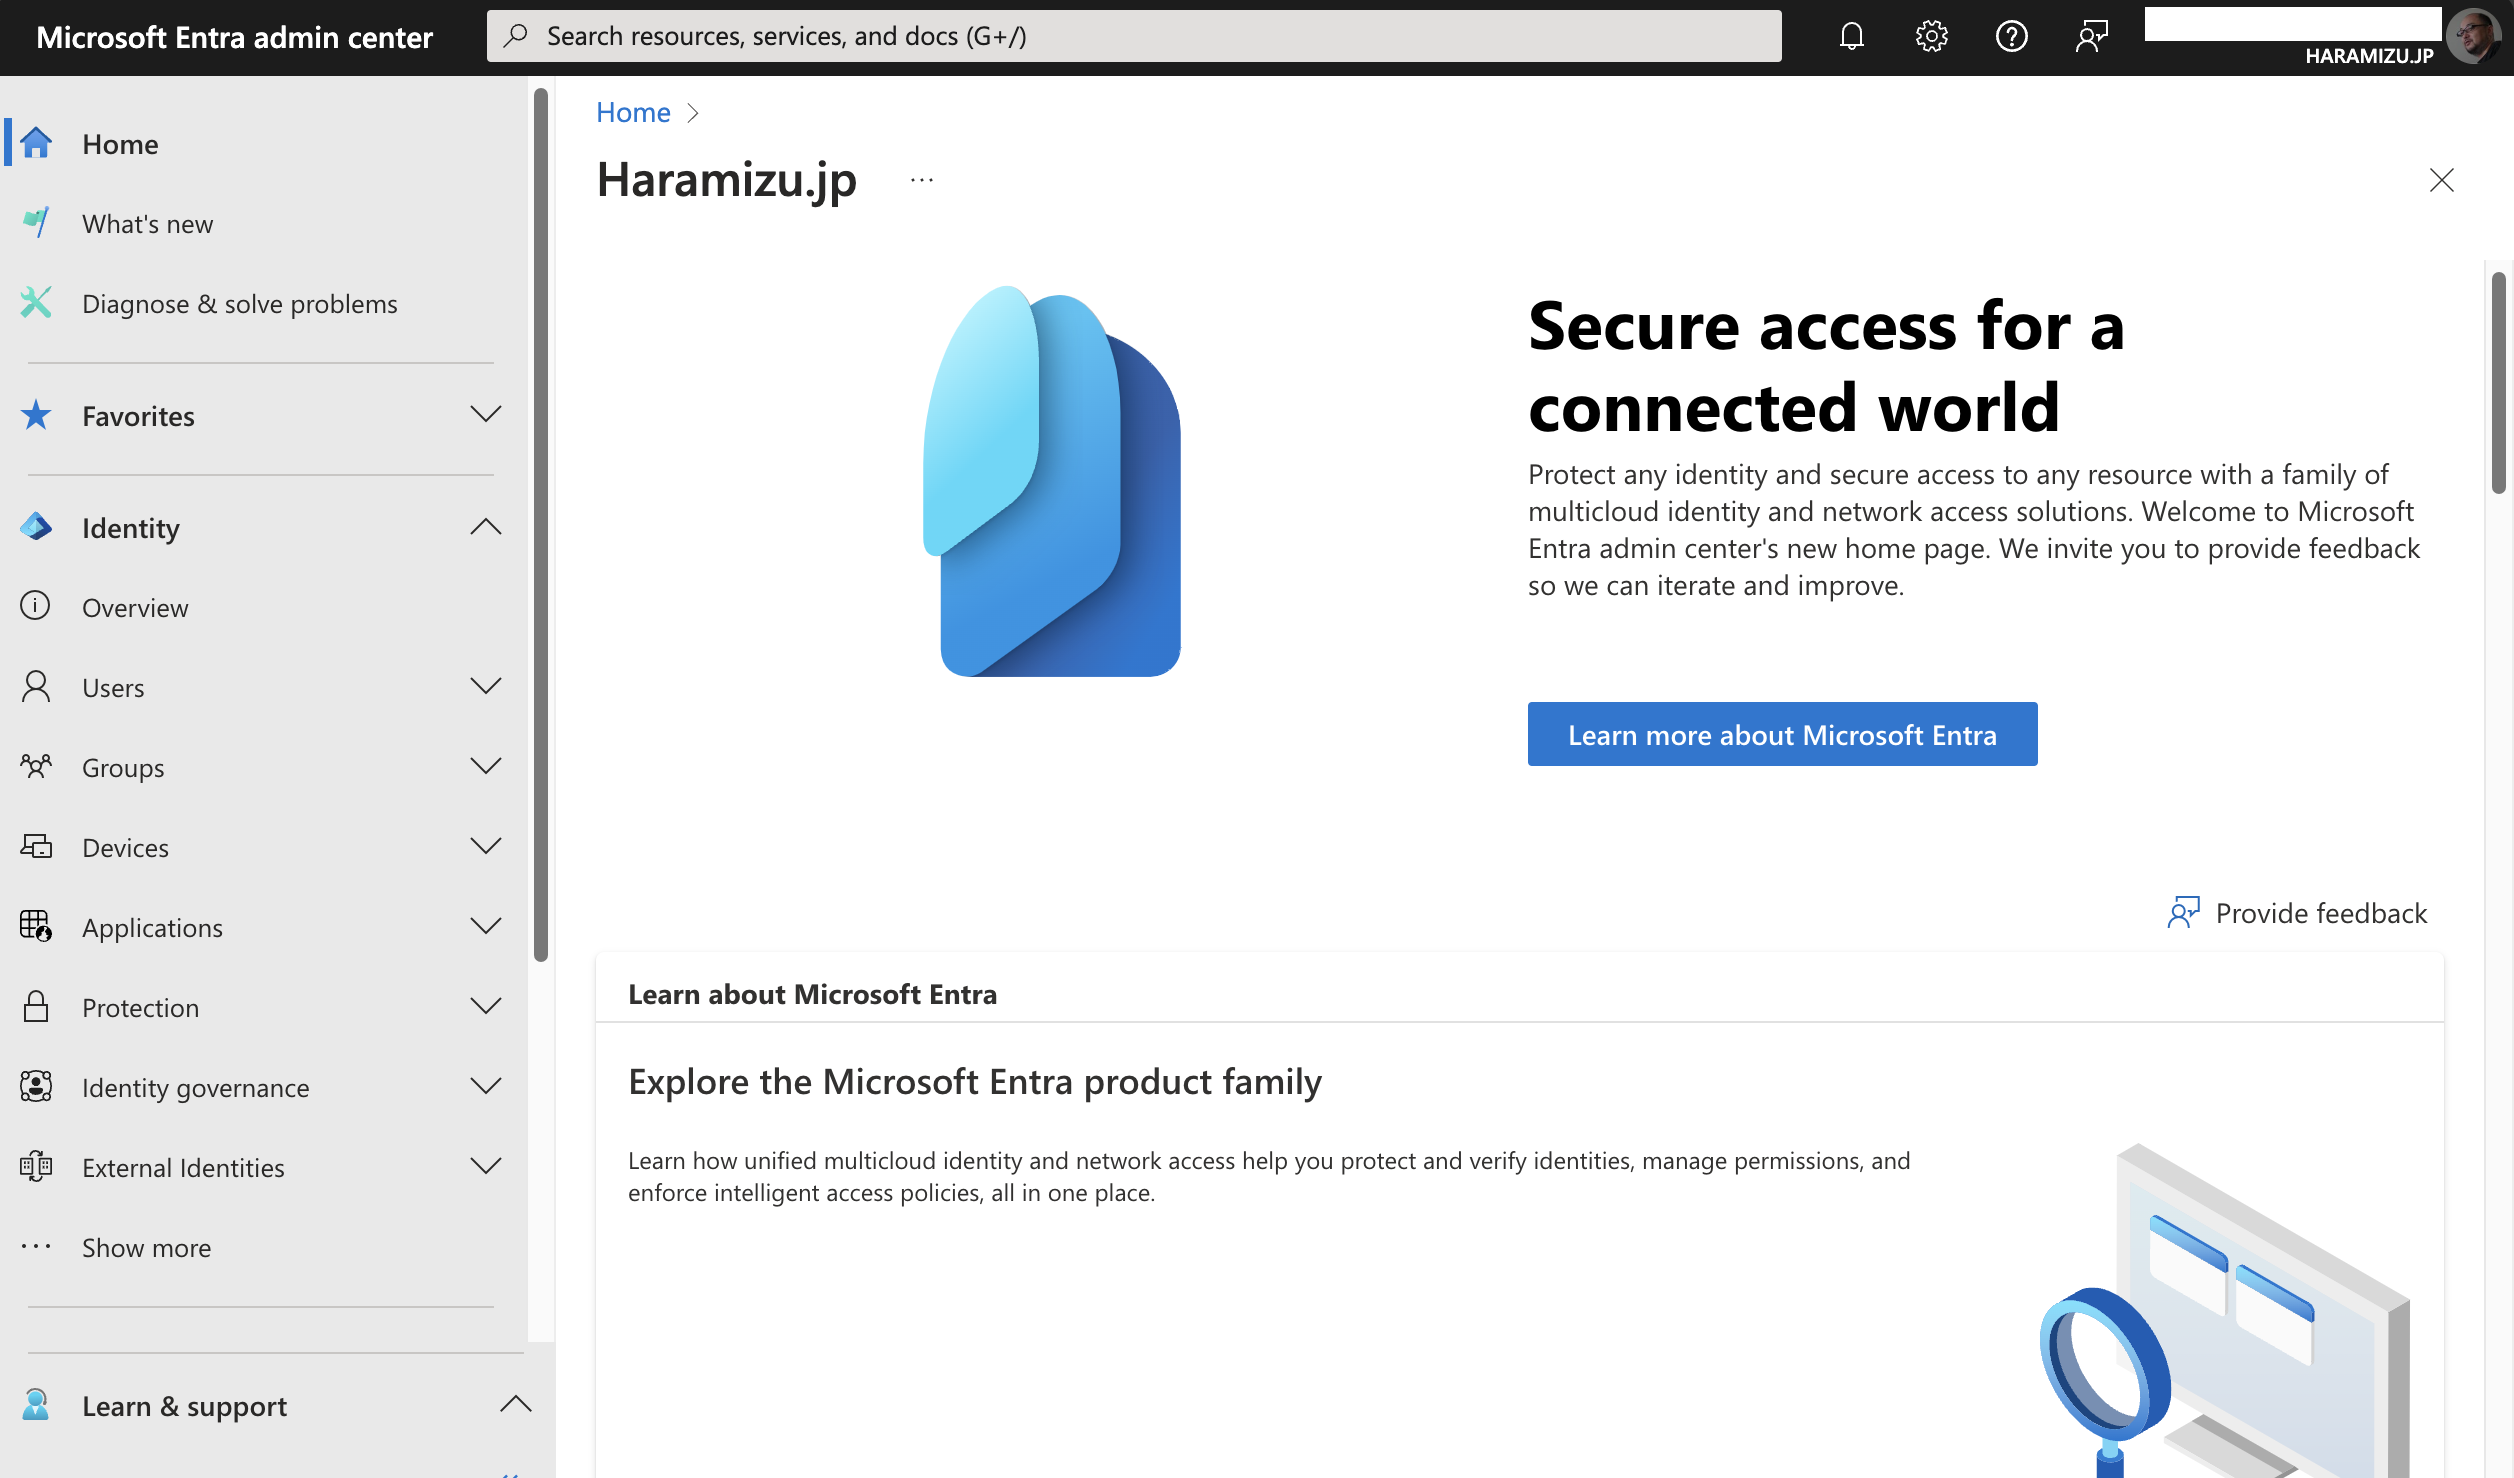 Microsoft Entra admin center
Search resources, services, and docs (G+/)
HARAMIZU.JP
Home
What's new
Diagnose & solve problems
Favorites
Identity
Overview
Users
Groups
Devices
Applications
Protection
Identity governance
External Identities
Show more
Learn & support
Home
Haramizu.jp
Secure access for a
connected world
Protect any identity and secure access to any resource with a family of
multicloud identity and network access solutions. Welcome to Microsoft
Entra admin center's new home page. We invite you to provide feedback
so we can iterate and improve.
Learn more about Microsoft Entra
Provide feedback
Learn about Microsoft Entra
Explore the Microsoft Entra product family
Learn how unified multicloud identity and network access help you protect and verify identities, manage permissions, and
enforce intelligent access policies, all in one place.